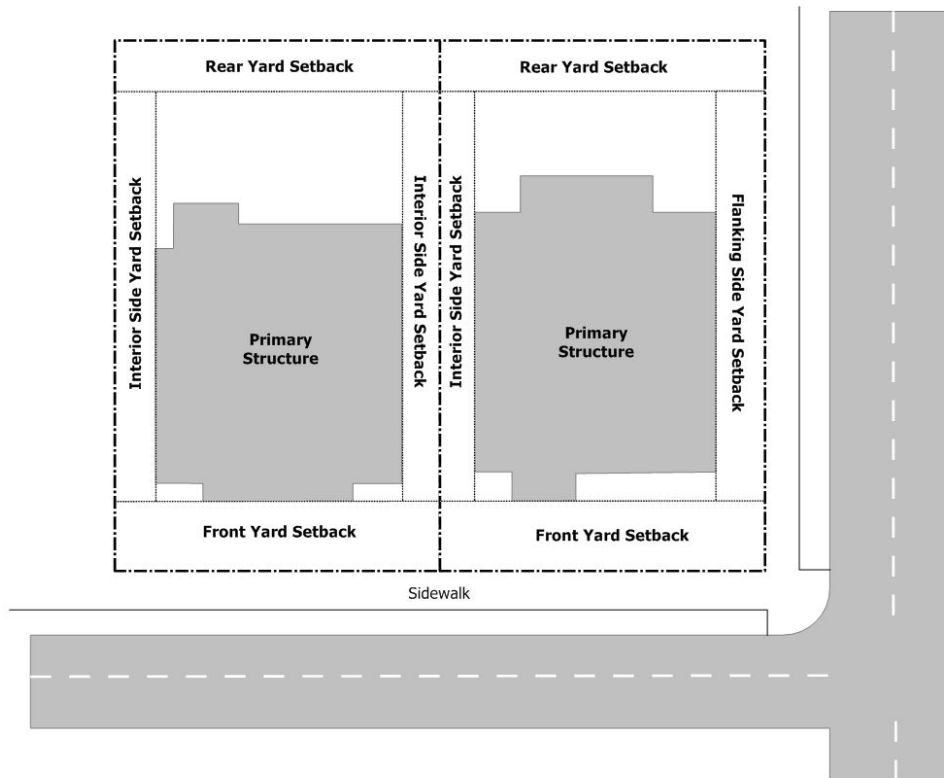 Rear Yard Setback
Rear Yard Setback
Interior Side Yard Setback
Interior Side Yard Setback
Interior Side Yard Setback
Flanking Side Yard Setback
Primary
Structure
Primary
Structure
Front Yard Setback
Front Yard Setback
Sidewalk